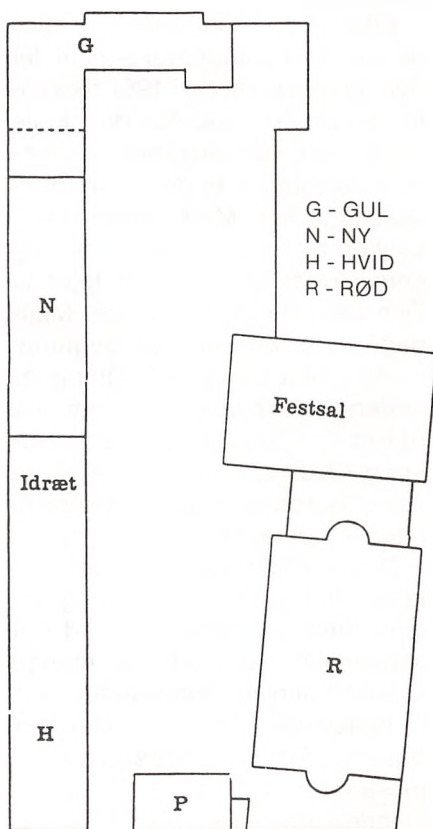 G
G - GUL
N - NY
H - HVID
R - RØD
N
Festsal
Idræt
R
H
P